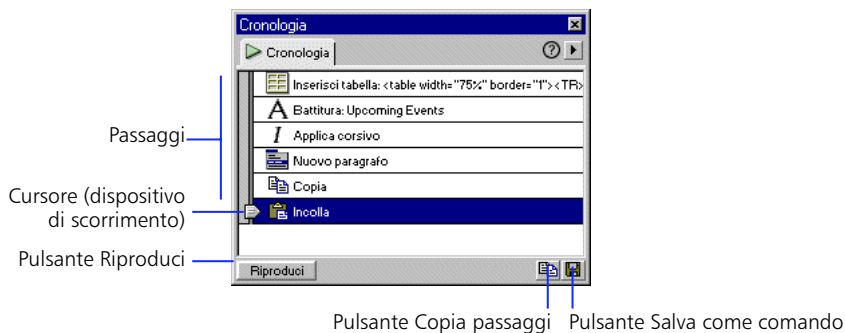 Cronologia
Cronologia
Inserisci tabella: <table width="75%" border="1"><TR>
Battitura: Upcoming Events
Applica corsivo
Nuovo paragrafo
Copia
Incolla
Riproduci
Passaggi
Cursore (dispositivo
di scorrimento)
Pulsante Riproduci
Pulsante Copia passaggi
Pulsante Salva come comando